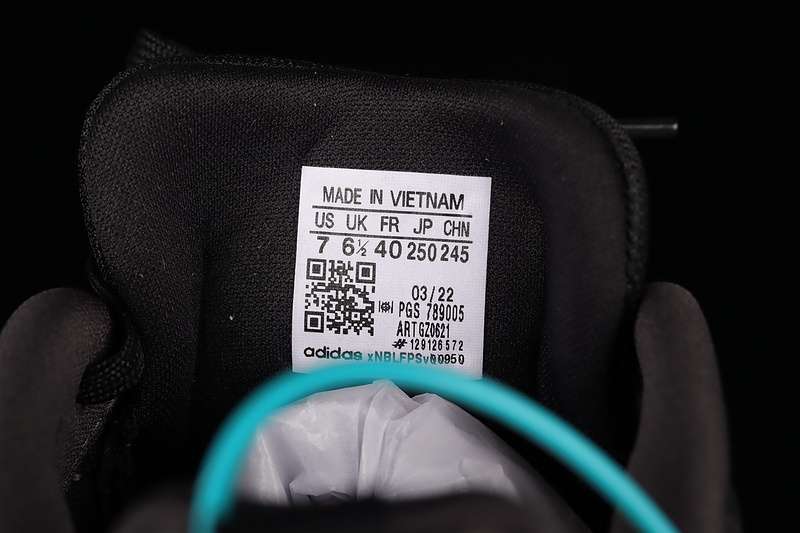 MADE IN VIETNAM
US UK FR JP CHN
7 6½ 40 250 245
03/22
PGS 789005
ART GZ0621
#129126572
adidas xNBLFPSv00950